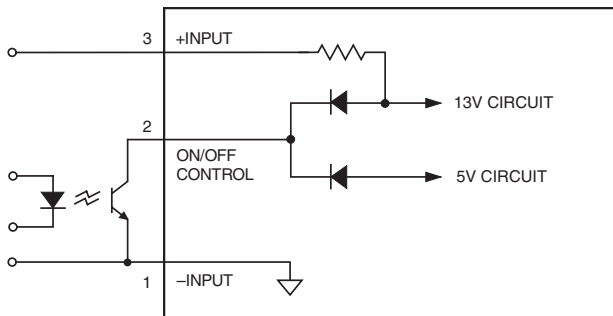 3 +INPUT
13V CIRCUIT
2
ON/OFF
CONTROL
5V CIRCUIT
1 –INPUT